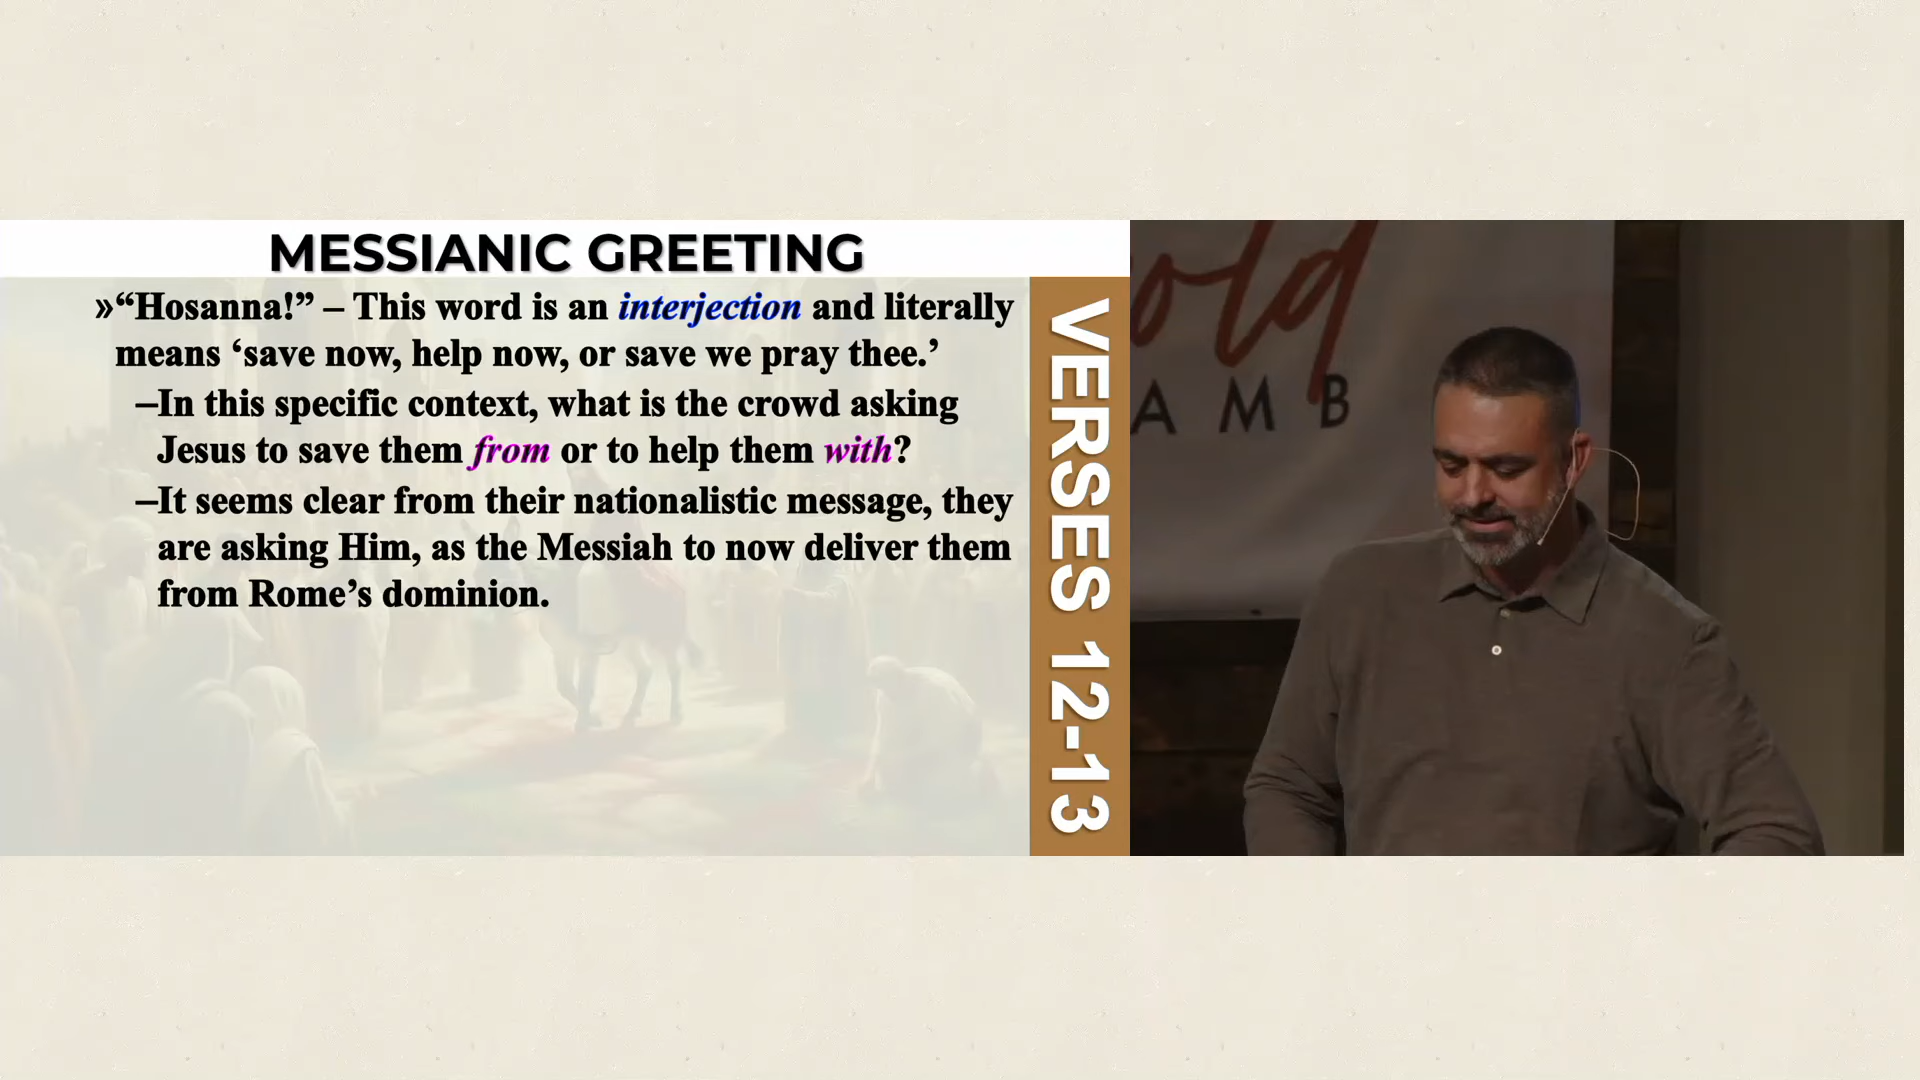 MESSIANIC GREETING
»“Hosanna!” – This word is an interjection and literally
means ‘save now, help now, or save we pray thee.’
–In this specific context, what is the crowd asking
Jesus to save them from or to help them with?
–It seems clear from their nationalistic message, they
are asking Him, as the Messiah to now deliver them
from Rome’s dominion.
VERSES 12-13
old
AMB